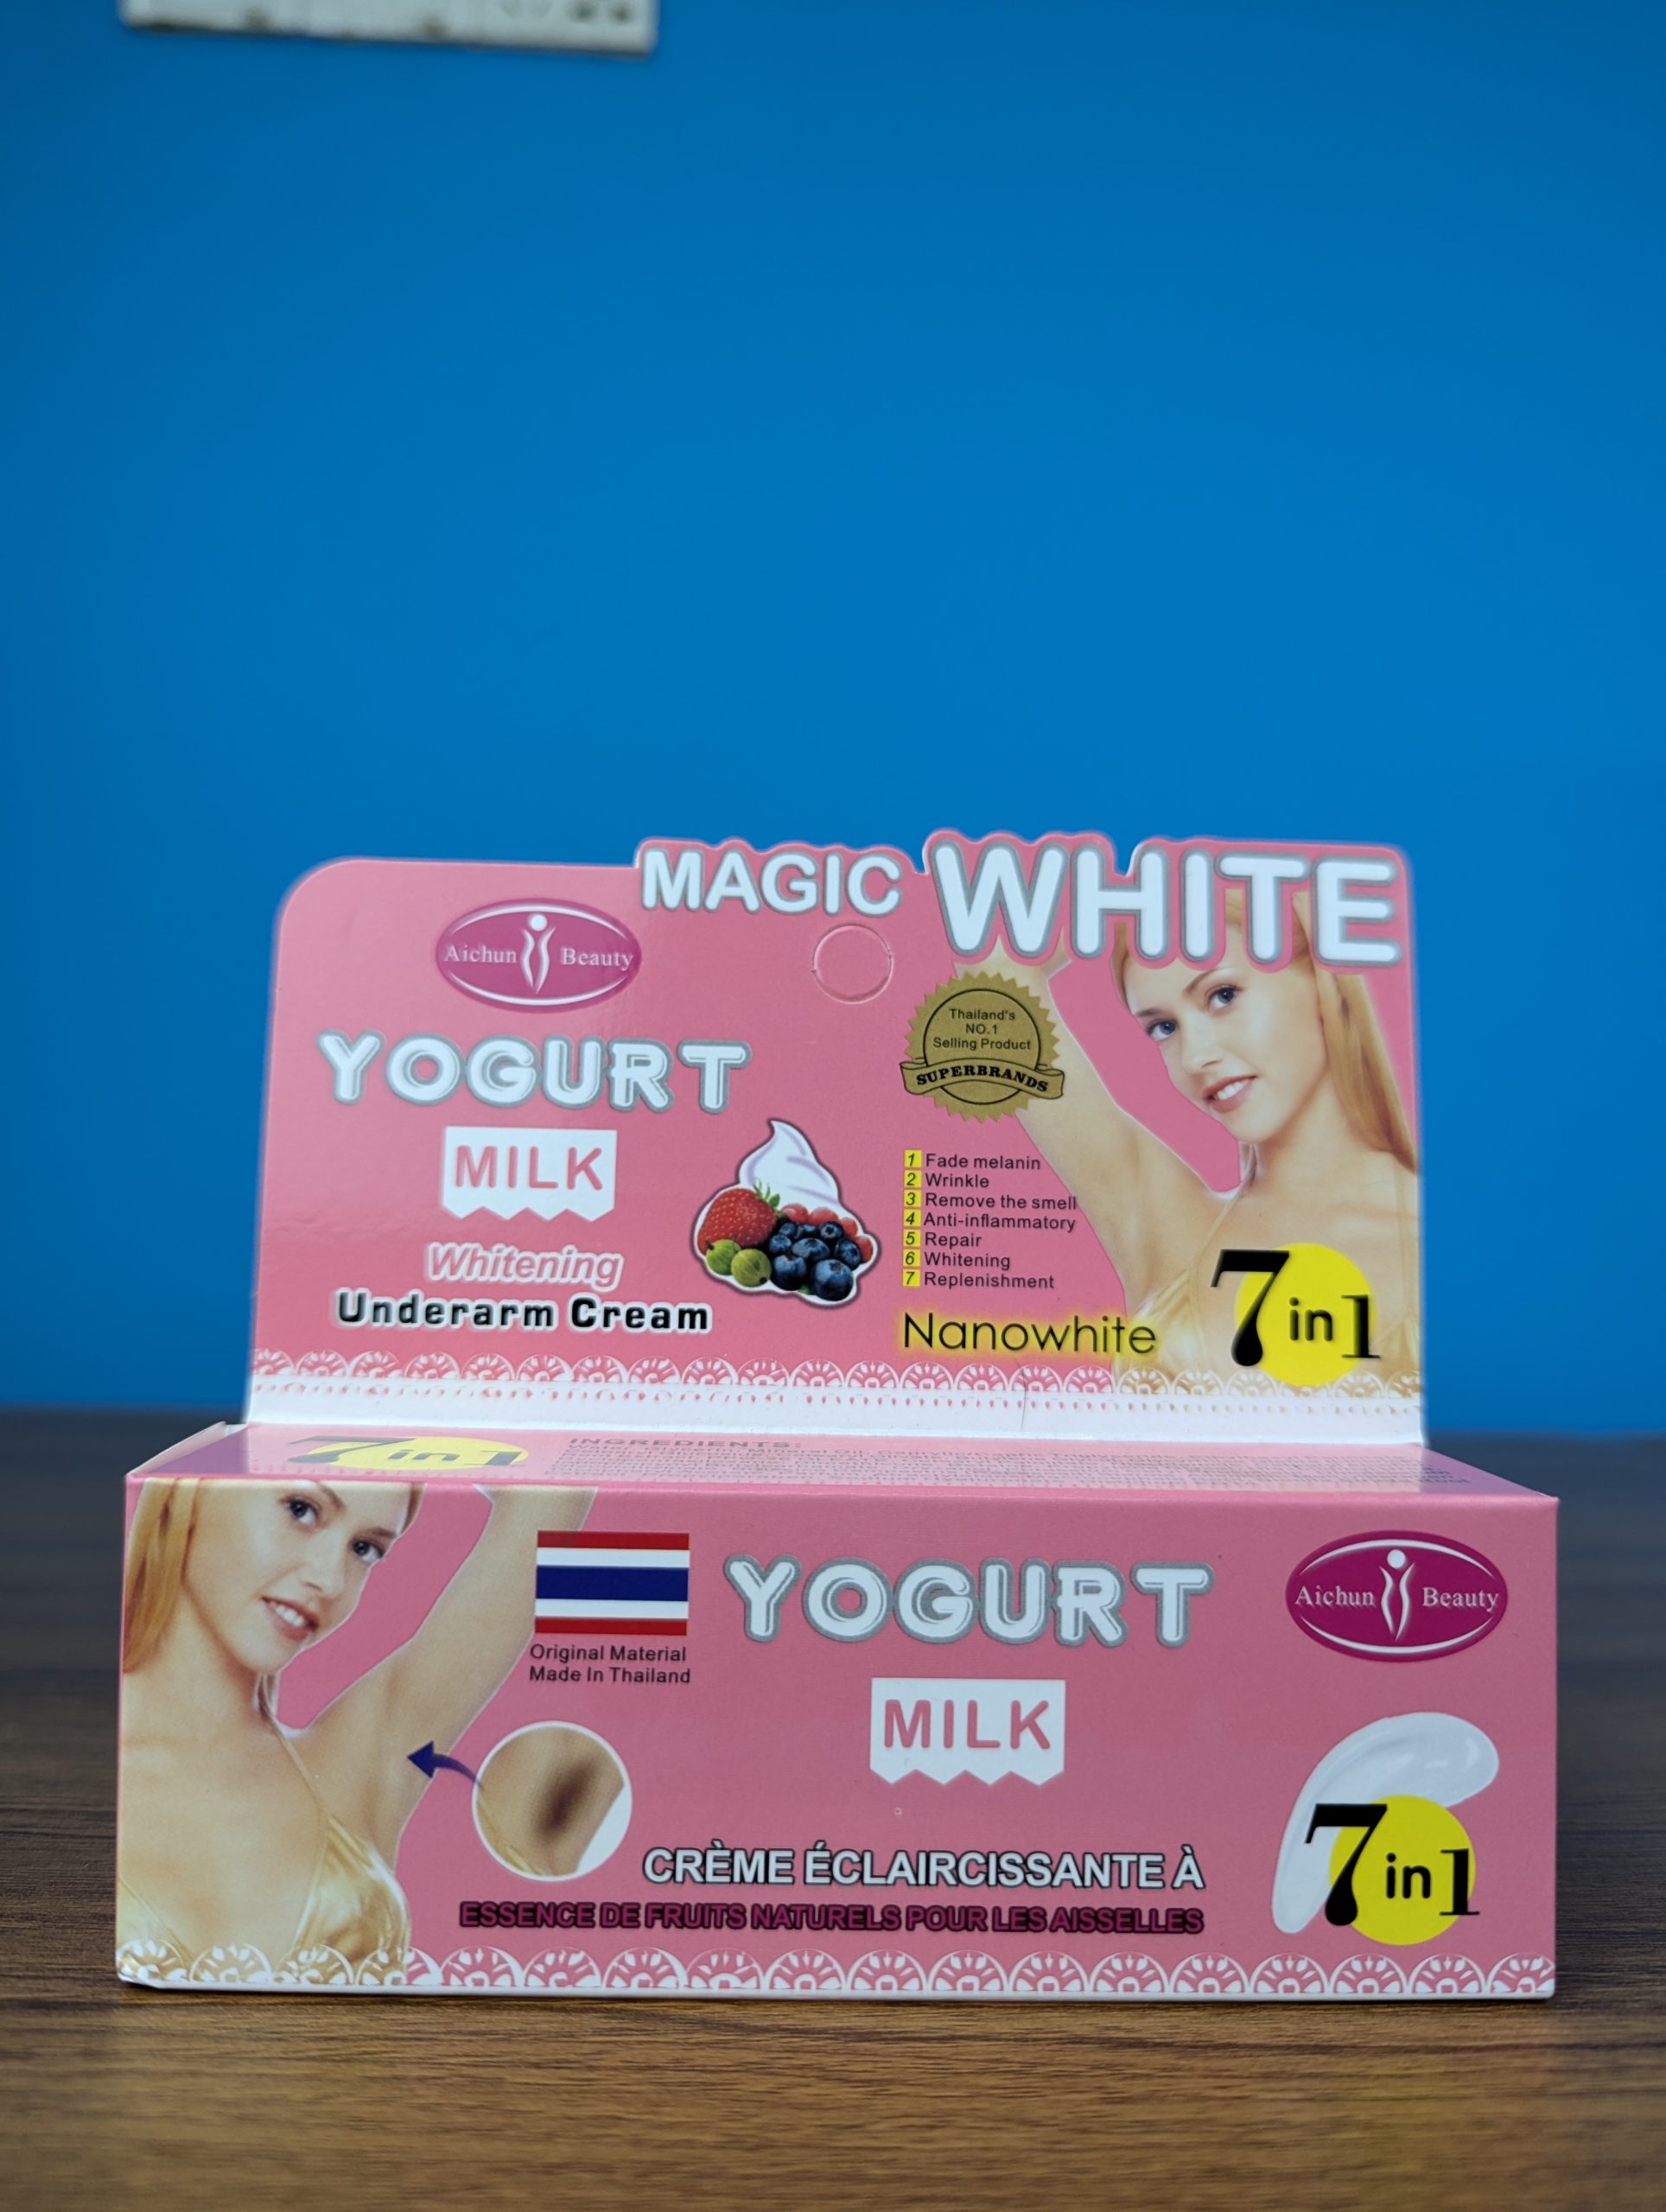 MAGIC WHITE
Aichun Beauty
YOGURT
MILK
Whitening
Underarm Cream
Thailand's
NO.1
Selling Product
SUPERBRANDS
1 Fade melanin
2 Wrinkle
3 Remove the smell
4 Anti-inflammatory
5 Repair
6 Whitening
7 Replenishment
Nanowhite
7 in 1
7 in 1
INGREDIENTS:
Original Material
Made In Thailand
YOGURT
MILK
Aichun Beauty
CRÈME ÉCLAIRCISSANTE À
ESSENCE DE FRUITS NATURELS POUR LES AISSELLES
7 in 1